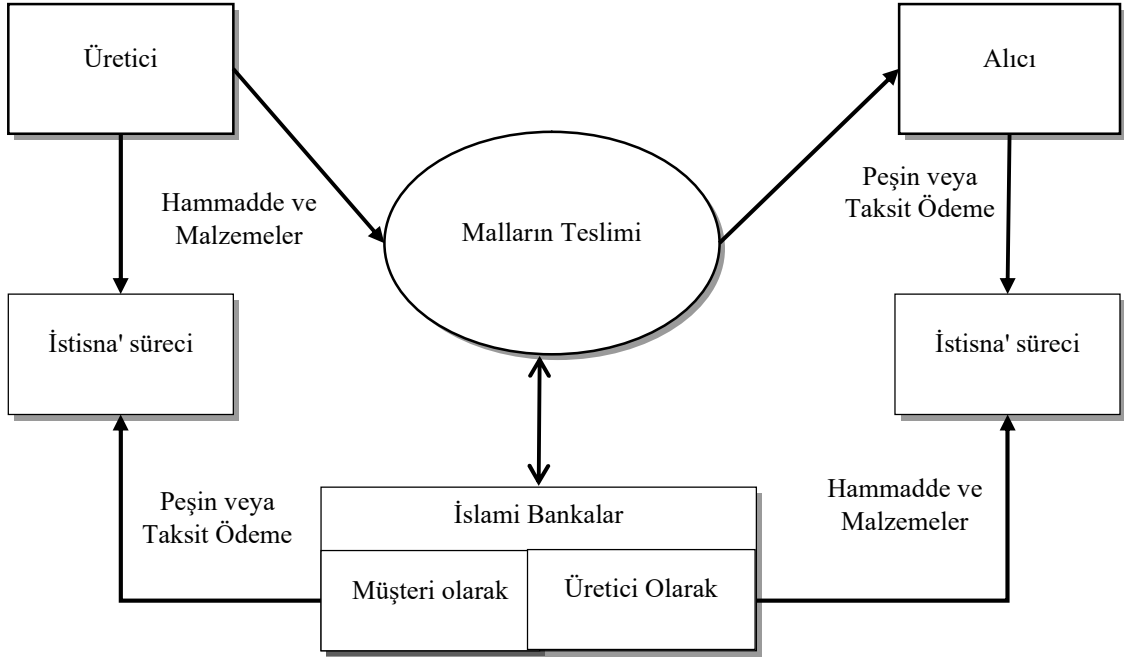 Üretici
Alıcı
Hammadde ve
Malzemeler
Malların Teslimi
Peşin veya
Taksit Ödeme
İstisna' süreci
İstisna' süreci
Peşin veya
Taksit Ödeme
İslami Bankalar
Hammadde ve
Malzemeler
Müşteri olarak
Üretici Olarak